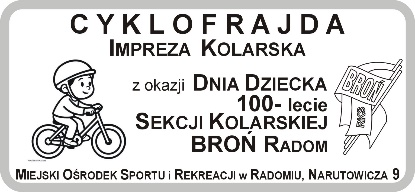 CYKLOFRAJDA
IMPREZA KOLARSKA
z okazji DNIA DZIECKA
100- lecie
SEKCJI KOLARSKIEJ
BROŃ RADOM
BROŃ
MIEJSKI OŚRODEK SPORTU i REKREACJI w RADOMIU, NARUTOWICZA 9